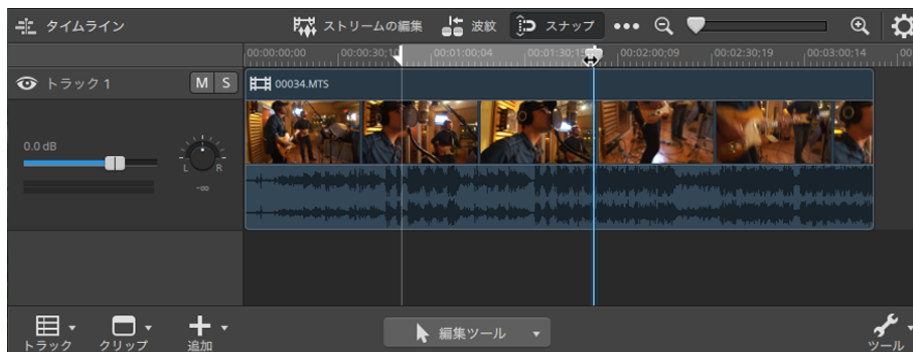 タイムライン ストリームの編集 波紋 スナップ
00:00:00;00 00:00:30;1 00:01:00;04 00:01:30;15 00:02:00;09 00:02:30;19 00:03:00;14 00
トラック 1 M S 00034.MTS
0.0 dB
L R
-∞
トラック クリップ 追加 編集ツール ツール